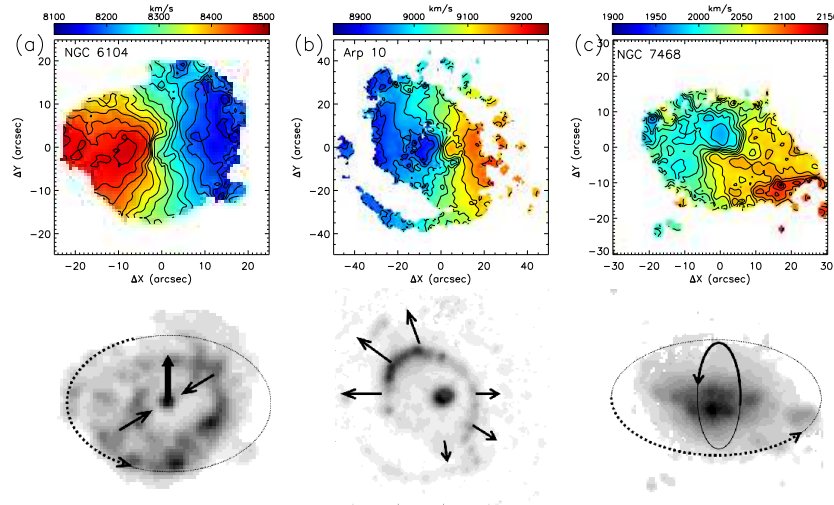 km/s km/s km/s
8100 8200 8300 8400 8500 8900 9000 9100 9200 1900 1950 2000 2050 2100 215
(a) NGC 6104 (b) Arp 10 (c) NGC 7468
ΔY (arcsec)
20
10
0
-10
-20
-20 -10 0 10 20
ΔX (arcsec)
ΔY (arcsec)
40
20
0
-20
-40
-40 -20 0 20 40
ΔX (arcsec)
ΔY (arcsec)
30
20
10
0
-10
-20
-30
-30 -20 -10 0 10 20 30
ΔX (arcsec)